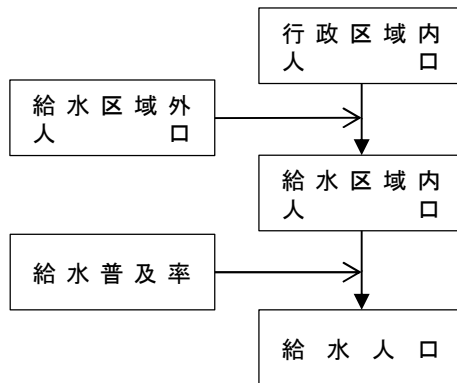 行政区域内
人口
給水区域外
人口
給水区域内
人口
給水普及率
給水人口